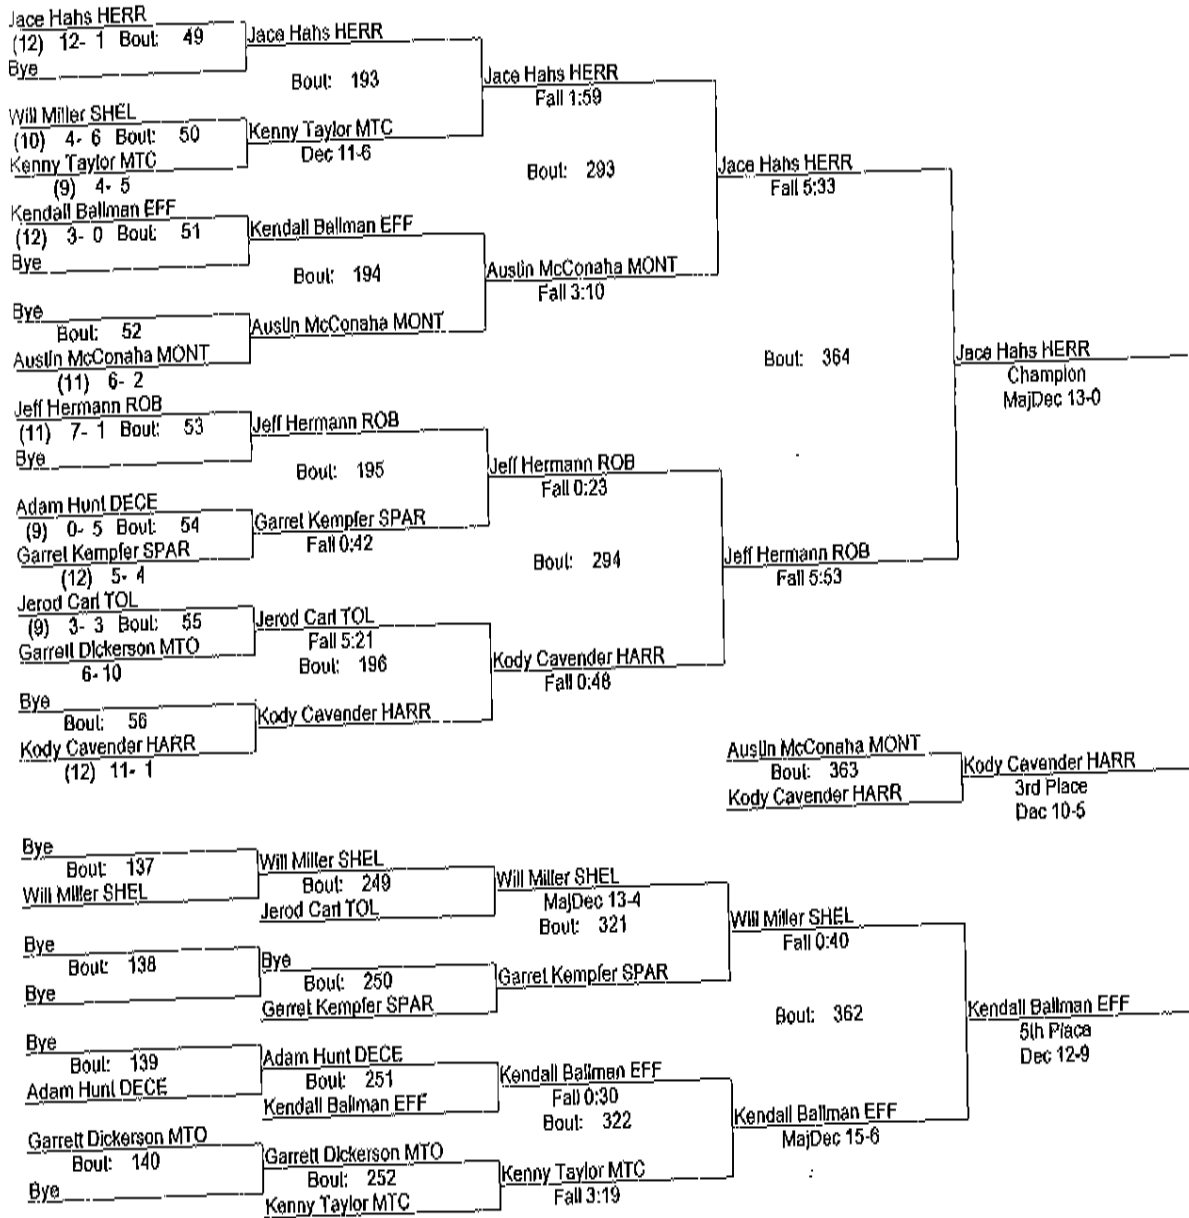 Jace Hahs HERR
(12) 12- 1 Bout: 49
Bye
Jace Hahs HERR
Bout: 193
Will Miller SHEL
(10) 4- 6 Bout: 50
Kenny Taylor MTC
(9) 4- 5
Kenny Taylor MTC
Dec 11-6
Jace Hahs HERR
Fall 1:59
Bout: 293
Kendall Ballman EFF
(12) 3- 0 Bout: 51
Bye
Kendall Ballman EFF
Bout: 194
Bye
Bout: 52
Austin McConaha MONT
(11) 6- 2
Austin McConaha MONT
Austin McConaha MONT
Fall 3:10
Jace Hahs HERR
Fall 5:33
Bout: 364
Jeff Hermann ROB
(11) 7- 1 Bout: 53
Bye
Jeff Hermann ROB
Bout: 195
Adam Hunt DECE
(9) 0- 5 Bout: 54
Garret Kempfer SPAR
(12) 5- 4
Garret Kempfer SPAR
Fall 0:42
Jeff Hermann ROB
Fall 0:23
Bout: 294
Jerod Carl TOL
(9) 3- 3 Bout: 55
Garrett Dickerson MTO
6- 10
Jerod Carl TOL
Fall 5:21
Bout: 196
Bye
Bout: 56
Kody Cavender HARR
(12) 11- 1
Kody Cavender HARR
Kody Cavender HARR
Fall 0:48
Jeff Hermann ROB
Fall 5:53
Jace Hahs HERR
Champion
MajDec 13-0
Austin McConaha MONT
Bout: 363
Kody Cavender HARR
Kody Cavender HARR
3rd Place
Dec 10-5
Bye
Bout: 137
Will Miller SHEL
Will Miller SHEL
Bout: 249
Jerod Carl TOL
Will Miller SHEL
MajDec 13-4
Bout: 321
Bye
Bout: 138
Bye
Bye
Bout: 250
Garret Kempfer SPAR
Garret Kempfer SPAR
Will Miller SHEL
Fall 0:40
Bout: 362
Bye
Bout: 139
Adam Hunt DECE
Adam Hunt DECE
Bout: 251
Kendall Ballman EFF
Kendall Ballman EFF
Fall 0:30
Bout: 322
Garrett Dickerson MTO
Bout: 140
Bye
Garrett Dickerson MTO
Bout: 252
Kenny Taylor MTC
Kenny Taylor MTC
Fall 3:19
Kendall Ballman EFF
MajDec 15-6
Kendall Ballman EFF
5th Place
Dec 12-9